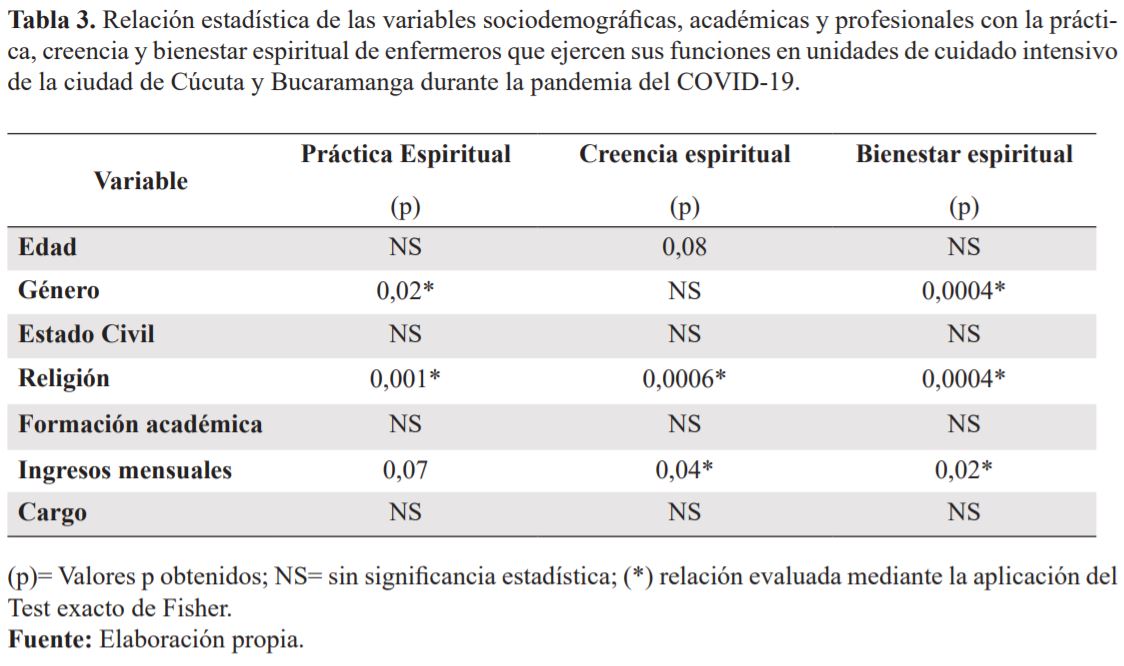 Tabla 3. Relación estadística de las variables sociodemográficas, académicas y profesionales con la prácti-
ca, creencia y bienestar espiritual de enfermeros que ejercen sus funciones en unidades de cuidado intensivo
de la ciudad de Cúcuta y Bucaramanga durante la pandemia del COVID-19.
Variable Práctica Espiritual Creencia espiritual Bienestar espiritual
(p) (p) (p)
Edad NS 0,08 NS
Género 0,02* NS 0,0004*
Estado Civil NS NS NS
Religión 0,001* 0,0006* 0,0004*
Formación académica NS NS NS
Ingresos mensuales 0,07 0,04* 0,02*
Cargo NS NS NS
(p)= Valores p obtenidos; NS= sin significancia estadística; (*) relación evaluada mediante la aplicación del
Test exacto de Fisher.
Fuente: Elaboración propia.